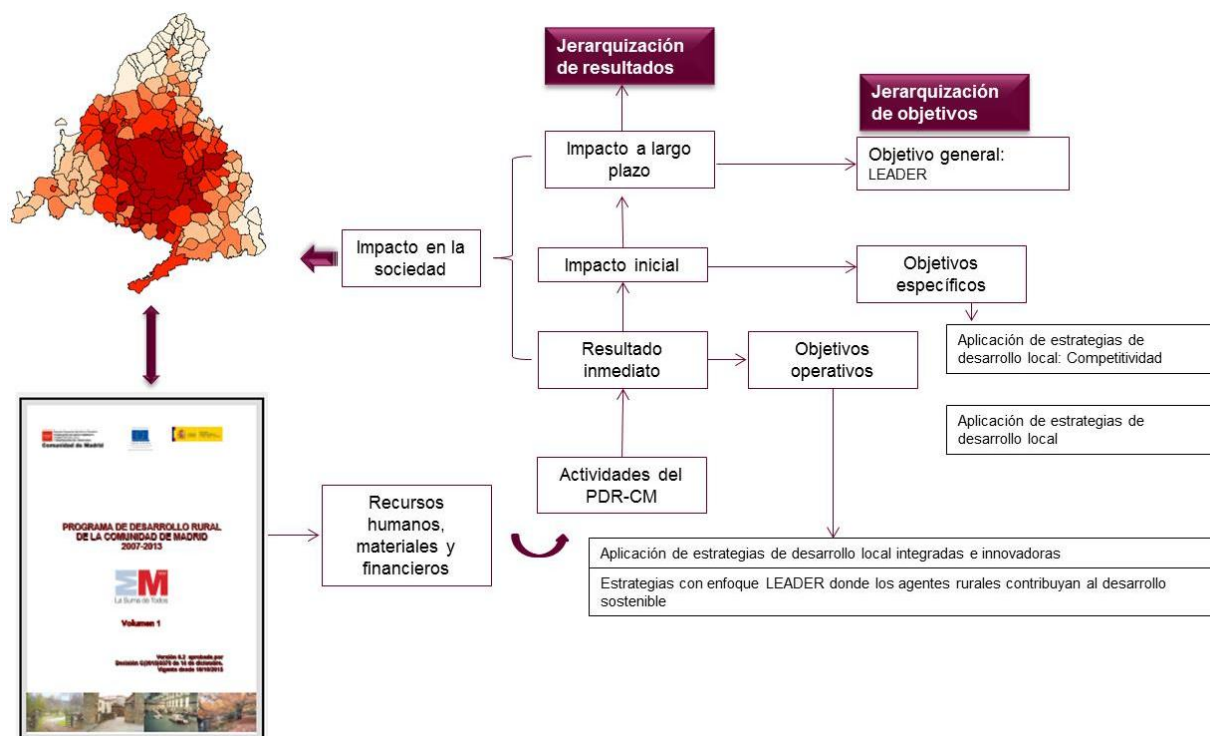 Jerarquización
de resultados
Jerarquización
de objetivos
Impacto a largo
plazo
Objetivo general:
LEADER
Impacto en la
sociedad
Impacto inicial
Objetivos
específicos
Resultado
inmediato
Objetivos
operativos
Aplicación de estrategias de
desarrollo local: Competitividad
Aplicación de estrategias de
desarrollo local
Actividades del
PDR-CM
Recursos
humanos,
materiales y
financieros
Aplicación de estrategias de desarrollo local integradas e innovadoras
Estrategias con enfoque LEADER donde los agentes rurales contribuyan al desarrollo
sostenible
Comunidad de Madrid
PROGRAMA DE DESARROLLO RURAL
DE LA COMUNIDAD DE MADRID
2007-2013
La Suma de Todos
Volumen 1